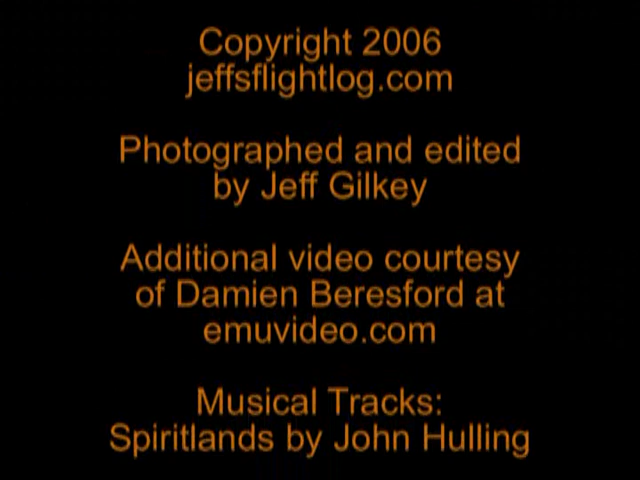 Copyright 2006
jeffsflightlog.com
Photographed and edited
by Jeff Gilkey
Additional video courtesy
of Damien Beresford at
emuvideo.com
Musical Tracks:
Spiritlands by John Hulling